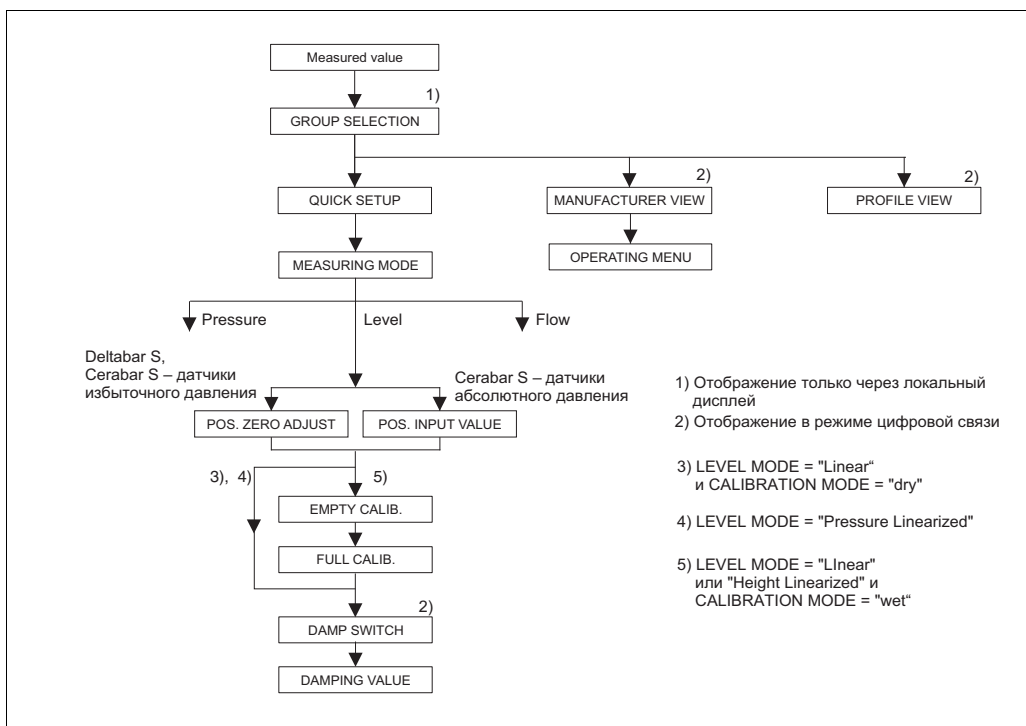 Measured value
1)
GROUP SELECTION
2)
2)
QUICK SETUP
MANUFACTURER VIEW
PROFILE VIEW
MEASURING MODE
OPERATING MENU
Pressure
Level
Flow
Deltabar S,
Cerabar S – датчики
избыточного давления
Cerabar S – датчики
абсолютного давления
POS. ZERO ADJUST
POS. INPUT VALUE
3), 4)
5)
EMPTY CALIB.
FULL CALIB.
2)
DAMP SWITCH
DAMPING VALUE
1) Отображение только через локальный
дисплей
2) Отображение в режиме цифровой связи
3) LEVEL MODE = "Linear“
и CALIBRATION MODE = "dry"
4) LEVEL MODE = "Pressure Linearized"
5) LEVEL MODE = "LInear"
или "Height Linearized" и
CALIBRATION MODE = "wet“